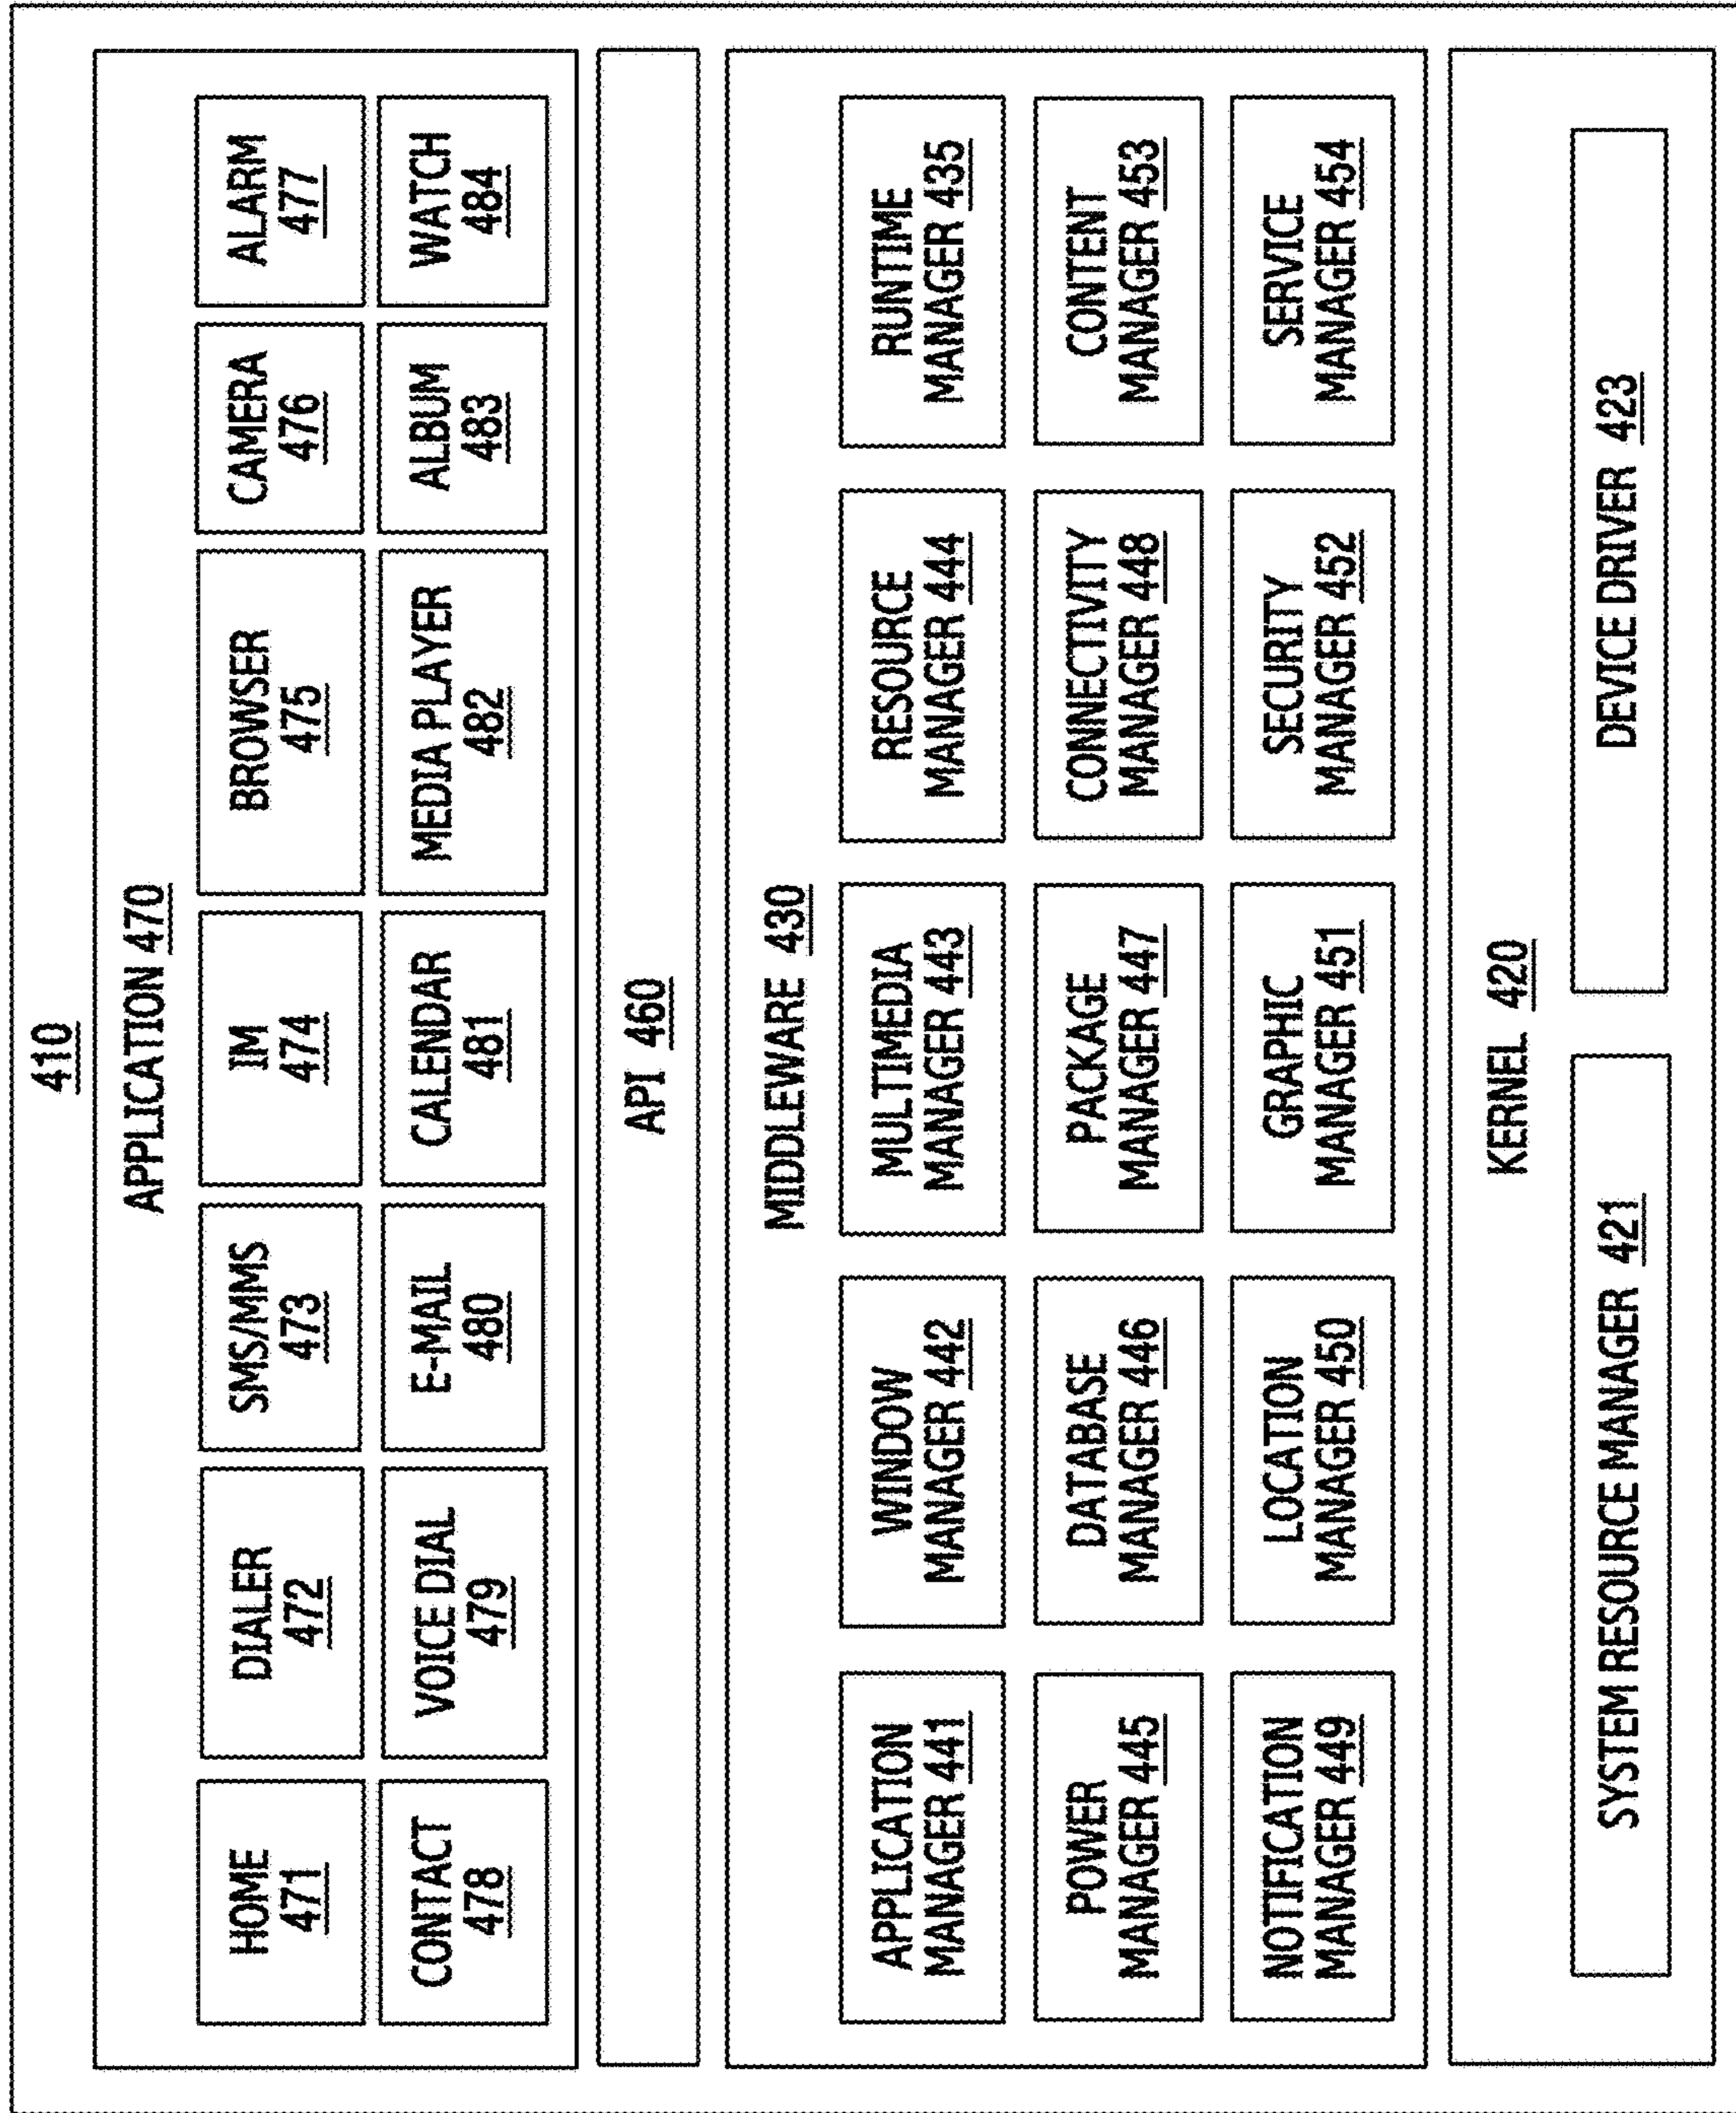 410
APPLICATION 470
HOME
471
DIALER
472
SMS/MMS
473
IM
474
BROWSER
475
CAMERA
476
ALARM
477
CONTACT
478
VOICE DIAL
479
E-MAIL
480
CALENDAR
481
MEDIA PLAYER
482
ALBUM
483
WATCH
484
API 460
MIDDLEWARE 430
APPLICATION
MANAGER 441
WINDOW
MANAGER 442
MULTIMEDIA
MANAGER 443
RESOURCE
MANAGER 444
RUNTIME
MANAGER 435
POWER
MANAGER 445
DATABASE
MANAGER 446
PACKAGE
MANAGER 447
CONNECTIVITY
MANAGER 448
CONTENT
MANAGER 453
NOTIFICATION
MANAGER 449
LOCATION
MANAGER 450
GRAPHIC
MANAGER 451
SECURITY
MANAGER 452
SERVICE
MANAGER 454
KERNEL 420
SYSTEM RESOURCE MANAGER 421
DEVICE DRIVER 423